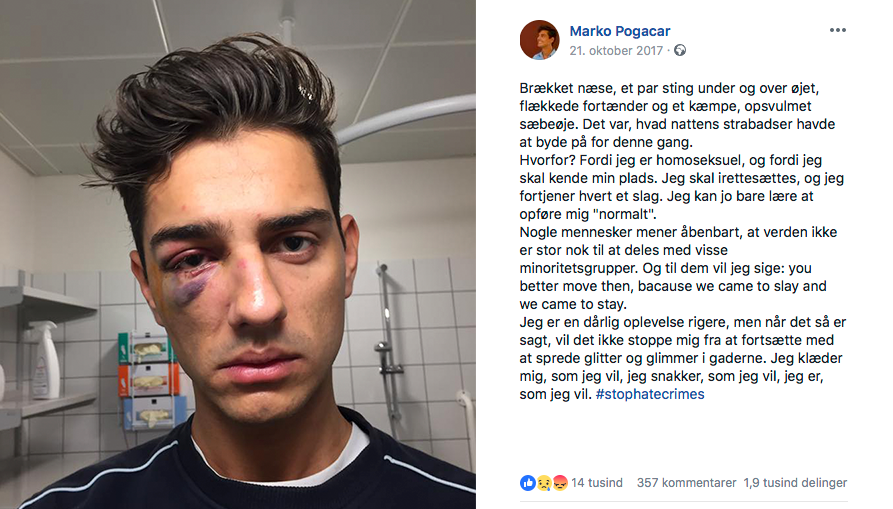 Marko Pogacar
21. oktober 2017 ·
Brækket næse, et par sting under og over øjet,
flækkede fortænder og et kæmpe, opsvulmet
sæbeøje. Det var, hvad nattens strabadser havde
at byde på for denne gang.
Hvorfor? Fordi jeg er homoseksuel, og fordi jeg
skal kende min plads. Jeg skal irettesættes, og jeg
fortjener hvert et slag. Jeg kan jo bare lære at
opføre mig "normalt".
Nogle mennesker mener åbenbart, at verden ikke
er stor nok til at deles med visse
minoritetsgrupper. Og til dem vil jeg sige: you
better move then, bacause we came to slay and
we came to stay.
Jeg er en dårlig oplevelse rigere, men når det så er
sagt, vil det ikke stoppe mig fra at fortsætte med
at sprede glitter og glimmer i gaderne. Jeg klæder
mig, som jeg vil, jeg snakker, som jeg vil, jeg er,
som jeg vil. #stophatecrimes
14 tusind 357 kommentarer 1,9 tusind delinger